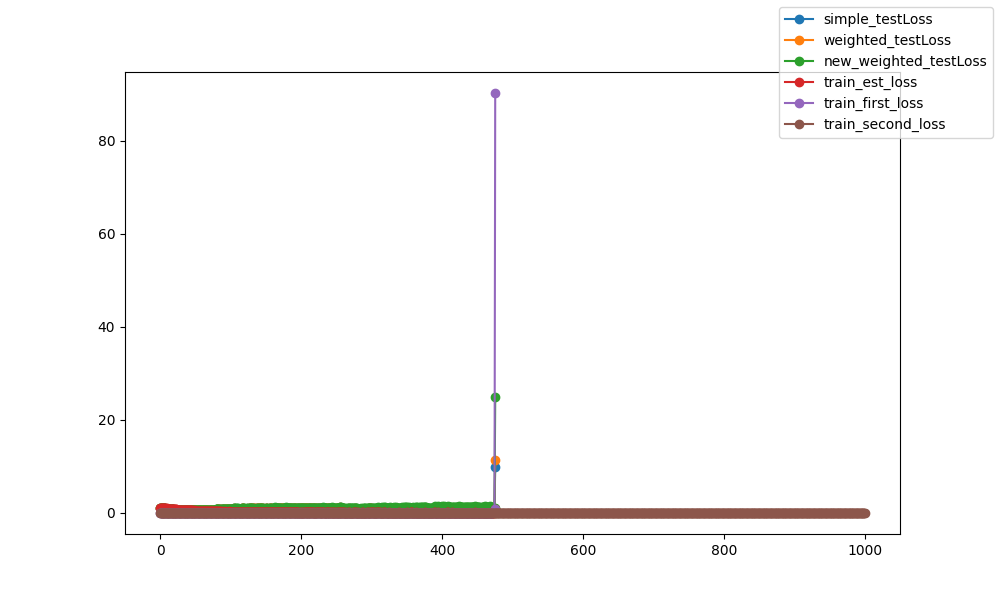 simple_testLoss
weighted_testLoss
new_weighted_testLoss
train_est_loss
train_first_loss
train_second_loss
80
60
40
20
0
0 200 400 600 800 1000